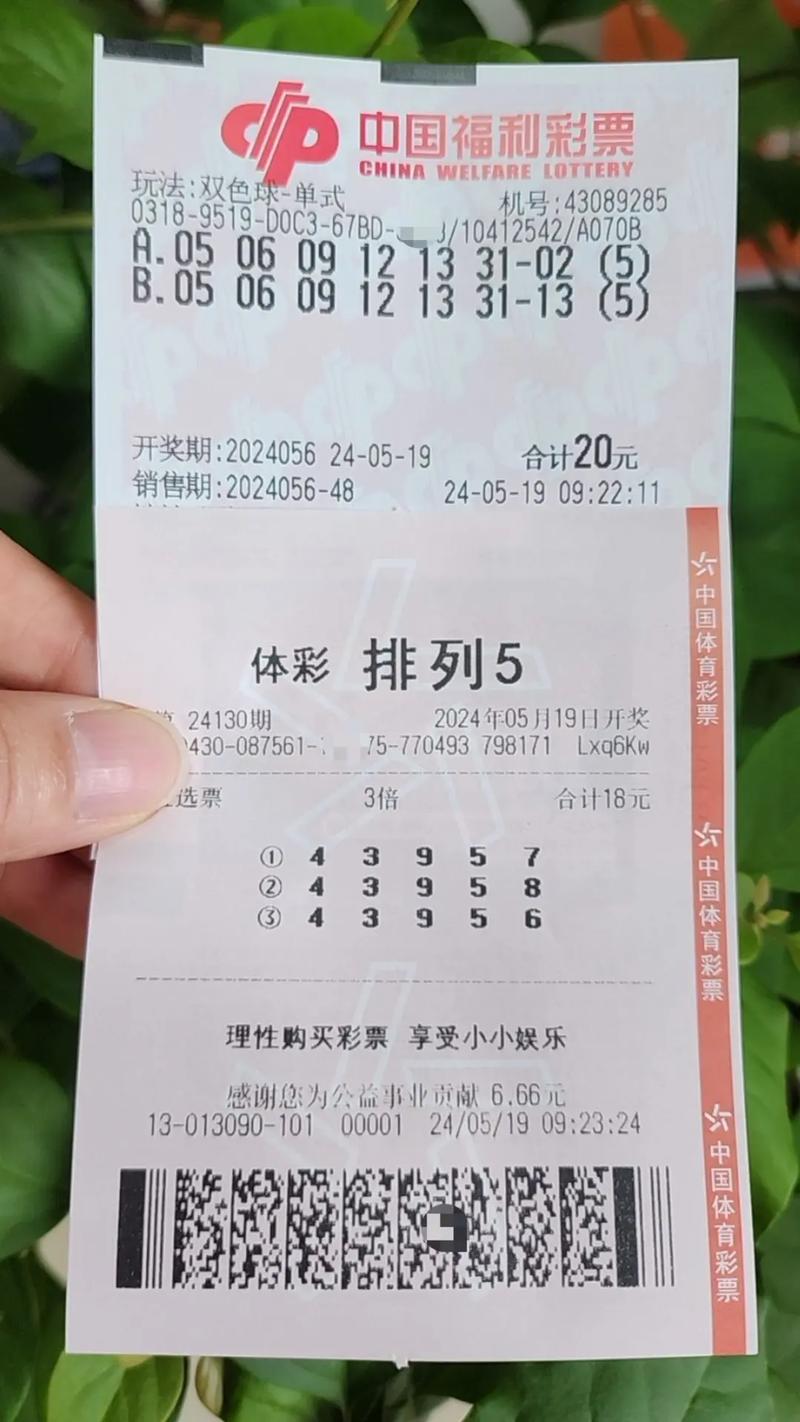 中国福利彩票
CHINA WELFARE LOTTERY
玩法:双色球-单式
机号:43089285
0318-9519-D0C3-67BD- /10412542/A070B
A.05 06 09 12 13 31-02 (5)
B.05 06 09 12 13 31-13 (5)
开奖期:2024056 24-05-19 合计20元
销售期:2024056-48 24-05-19 09:22:11
体彩 排列5
24130期 2024年05月19日开奖
430-087561- 75-770493 798171 Lxq6Kw
选票 3倍 合计18元
① 4 3 9 5 7
② 4 3 9 5 8
③ 4 3 9 5 6
理性购买彩票 享受小小娱乐
感谢您为公益事业贡献 6.66元
13-013090-101 00001 24/05/19 09:23:24
中国体育彩票
中国体育彩票
中国体育彩票